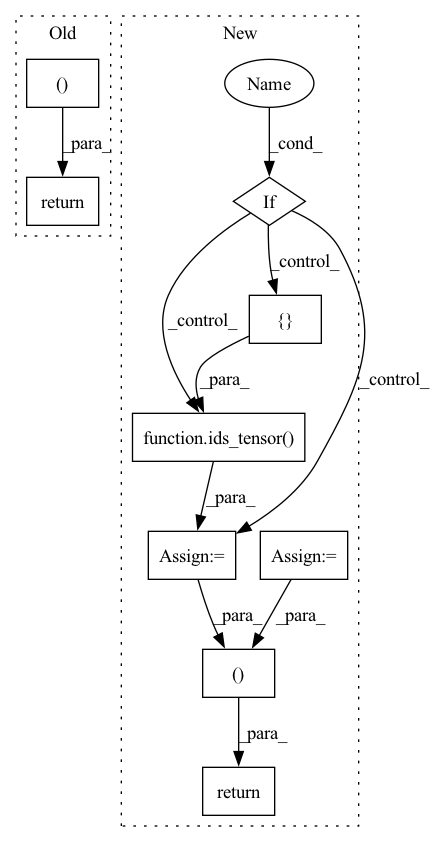 Old
New
()
Name
_para_
_cond_
return
If
_control_
{}
_control_
_para_
_control_
function.ids_tensor()
_para_
Assign:=
Assign:=
_para_
_para_
()
_para_
return